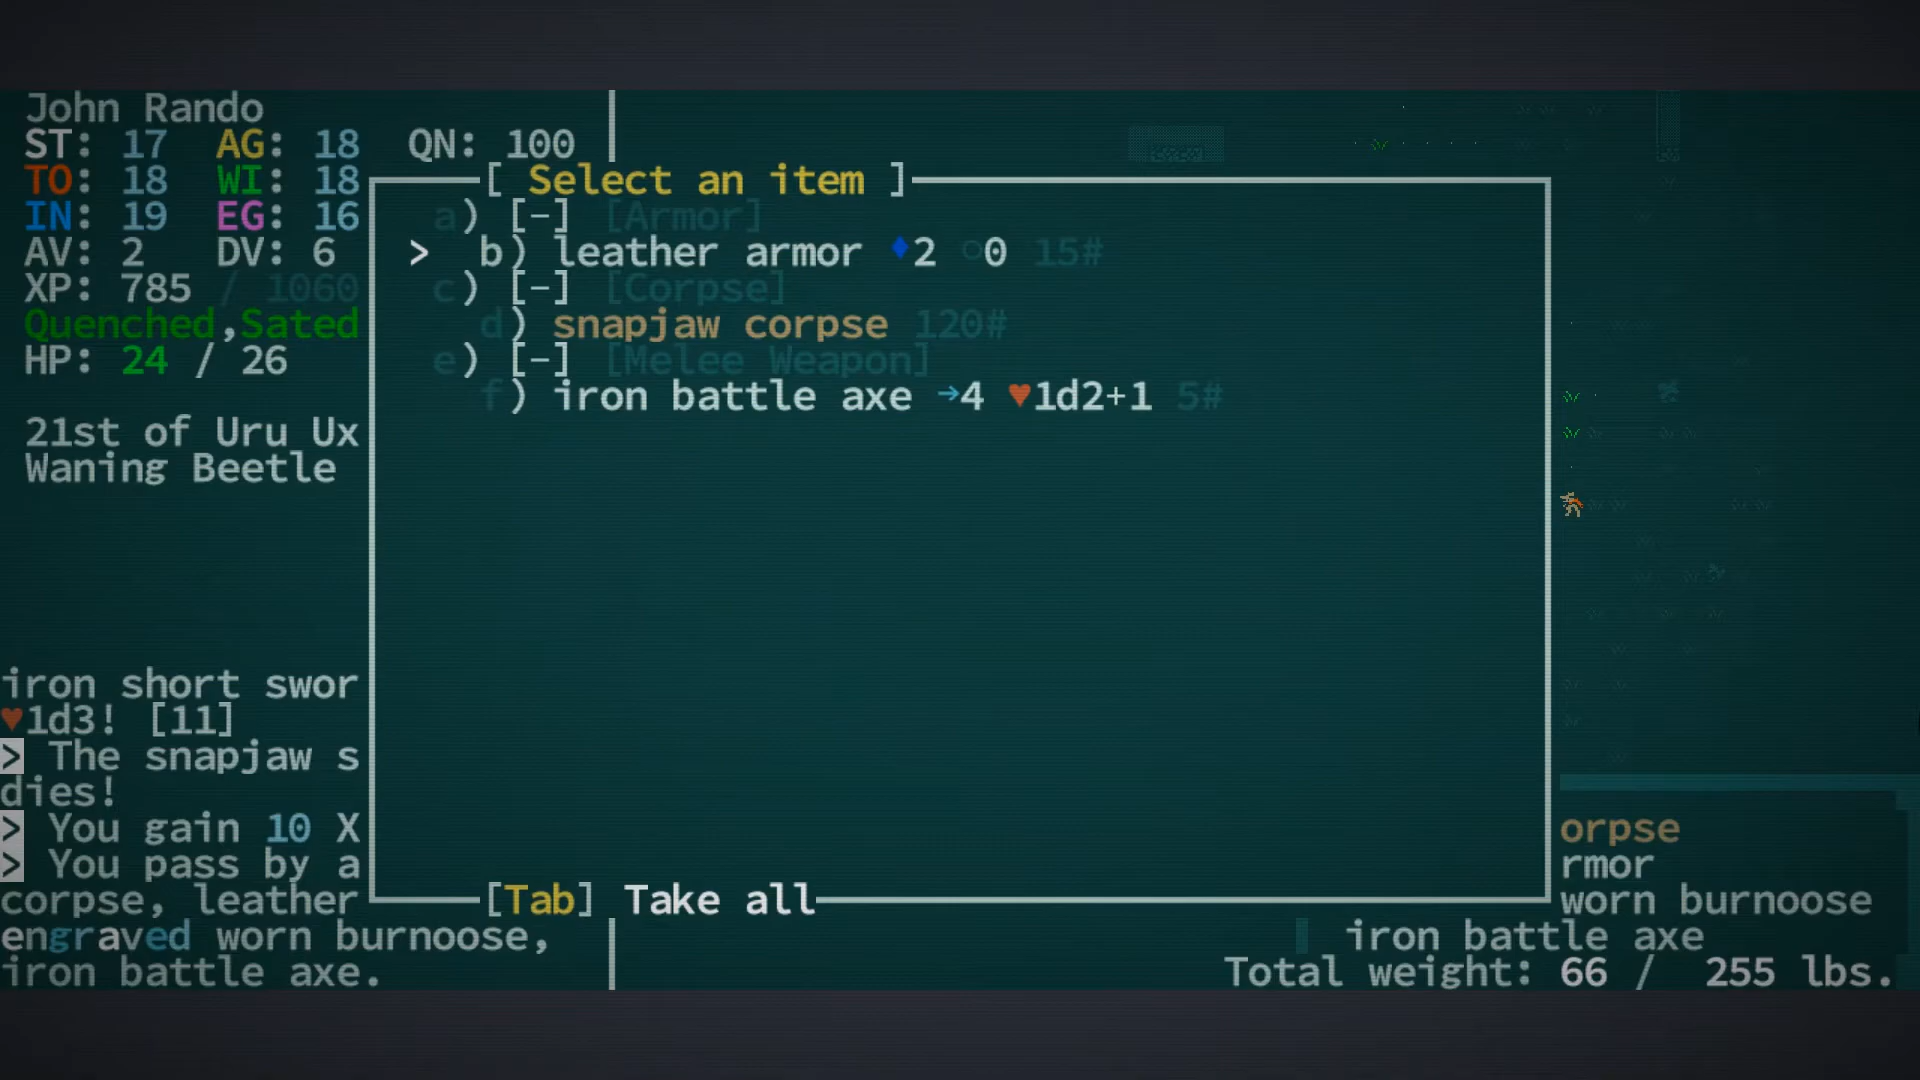 John Rando
ST: 17 AG: 18 QN: 100
TO: 18 WI: 18
IN: 19 EG: 16
AV: 2 DV: 6
XP: 785 / 1060
Quenched,Sated
HP: 24 / 26
21st of Uru Ux
Waning Beetle
[ Select an item ]
a) [-] [Armor]
> b) leather armor ♦2 ○0 15#
c) [-] [Corpse]
d) snapjaw corpse 120#
e) [-] [Melee Weapon]
f) iron battle axe →4 ♥1d2+1 5#
[Tab] Take all
iron short swor
♥1d3! [11]
> The snapjaw s
dies!
> You gain 10 X
> You pass by a
corpse, leather
engraved worn burnoose,
iron battle axe.
orpse
rmor
worn burnoose
iron battle axe
Total weight: 66 / 255 lbs.